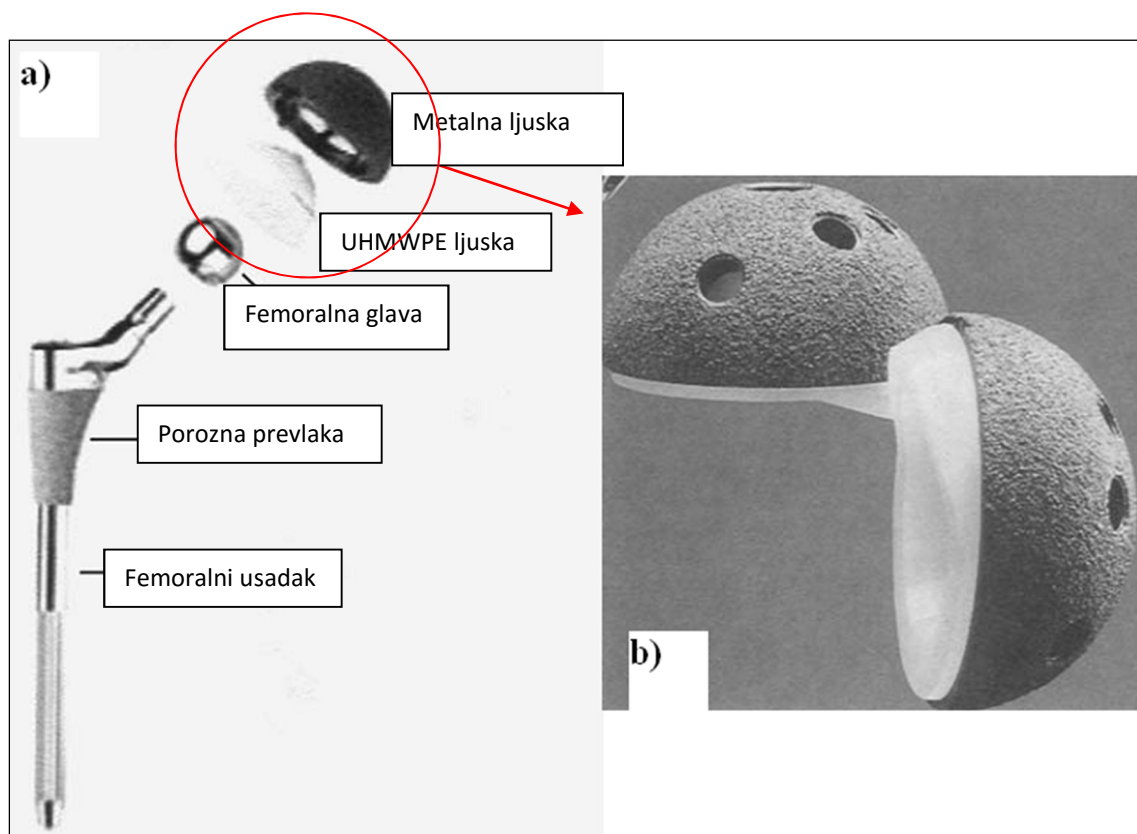 a)
Metalna ljuska
UHMWPE ljuska
Femoralna glava
Porozna prevlaka
Femoralni usadak
b)